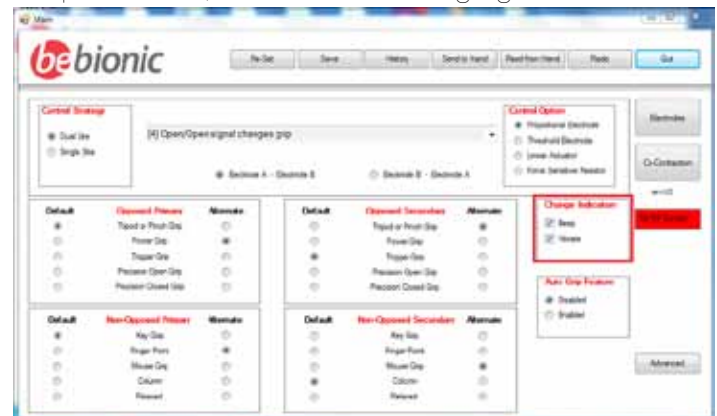 Main
bebionic
Re-Set Save History Send to hand Read from hand Radio Quit
Control Strategy
Dual Site
Single Site
[4] Open/Open signal changes grip
Electrode A - Electrode B
Electrode B - Electrode A
Control Option
Proportional Electrode
Threshold Electrode
Linear Actuator
Force Sensitive Resistor
Electrodes
Co-Contraction
Default Opposed Primary Alternate
Tripod or Pinch Grip
Power Grip
Trigger Grip
Precision Open Grip
Precision Closed Grip
Default Opposed Secondary Alternate
Tripod or Pinch Grip
Power Grip
Trigger Grip
Precision Open Grip
Precision Closed Grip
Change Indication
Beep
Vibrate
Auto Grip Feature
Disabled
Enabled
Default Non-Opposed Primary Alternate
Key Grip
Finger Point
Mouse Grip
Column
Relaxed
Default Non-Opposed Secondary Alternate
Key Grip
Finger Point
Mouse Grip
Column
Relaxed
Advanced